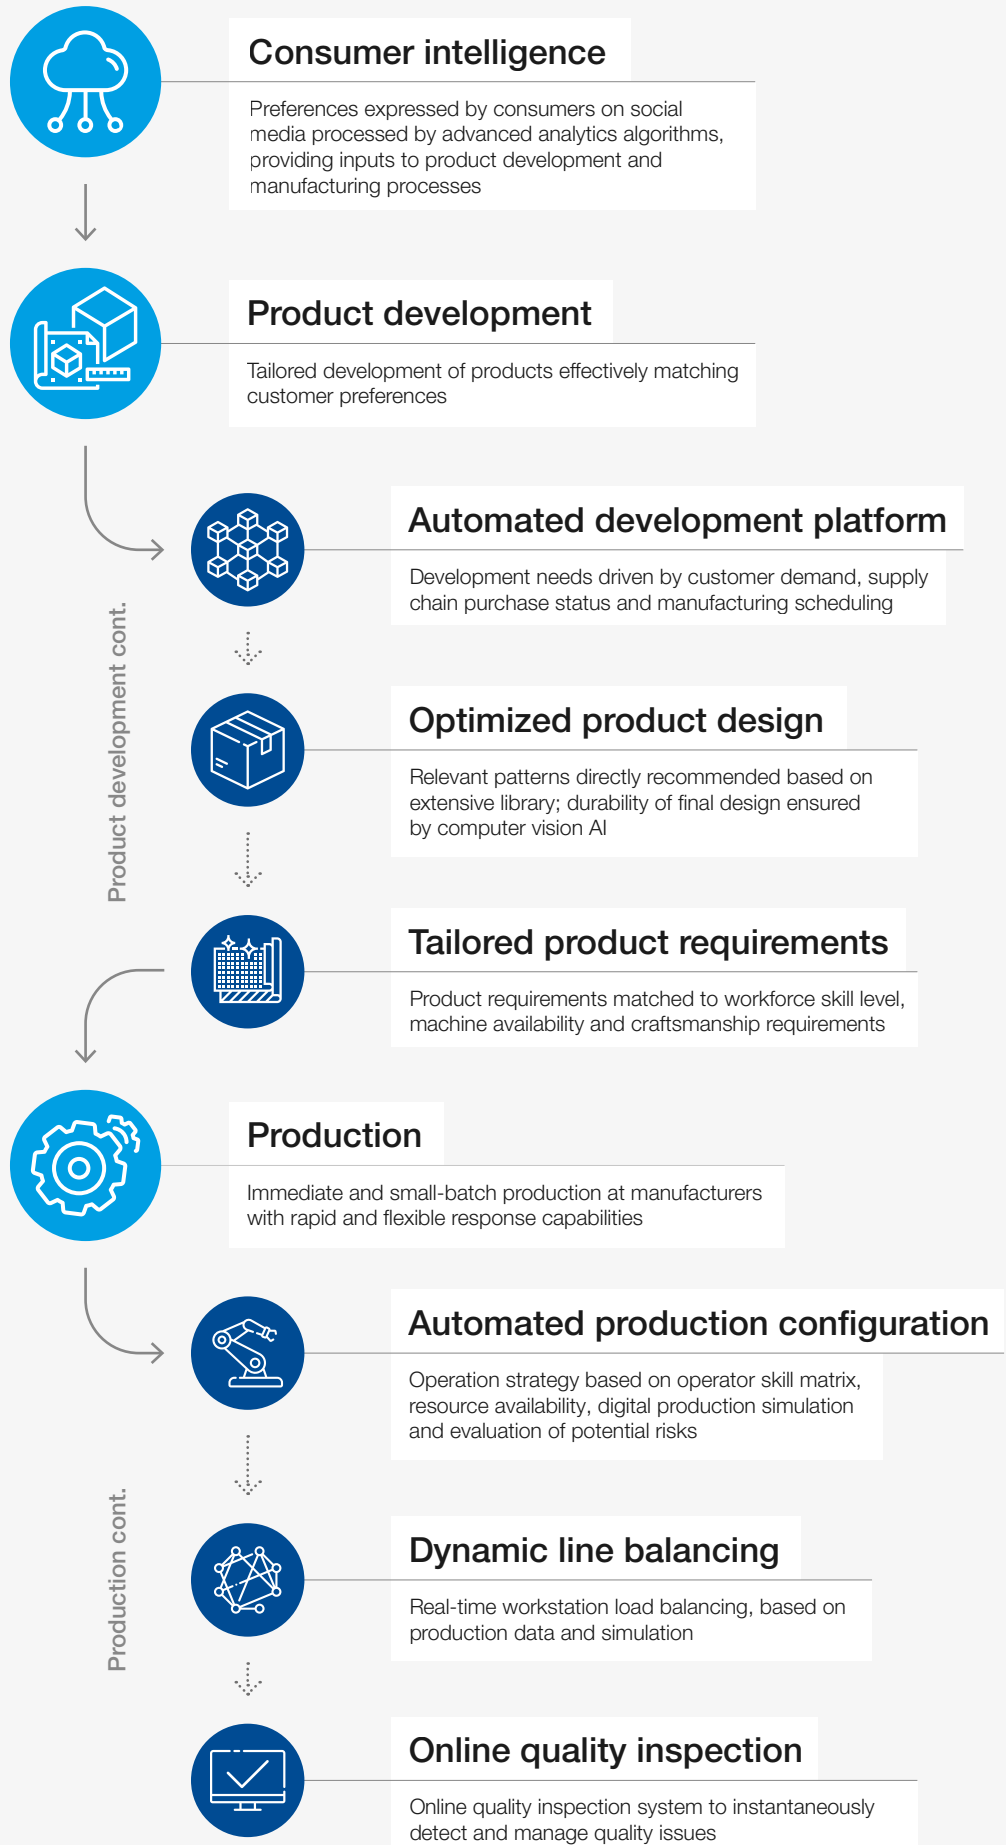 Consumer intelligence
Preferences expressed by consumers on social
media processed by advanced analytics algorithms,
providing inputs to product development and
manufacturing processes
Product development
Tailored development of products effectively matching
customer preferences
Product development cont.
Automated development platform
Development needs driven by customer demand, supply
chain purchase status and manufacturing scheduling
Optimized product design
Relevant patterns directly recommended based on
extensive library; durability of final design ensured
by computer vision AI
Tailored product requirements
Product requirements matched to workforce skill level,
machine availability and craftsmanship requirements
Production
Immediate and small-batch production at manufacturers
with rapid and flexible response capabilities
Production cont.
Automated production configuration
Operation strategy based on operator skill matrix,
resource availability, digital production simulation
and evaluation of potential risks
Dynamic line balancing
Real-time workstation load balancing, based on
production data and simulation
Online quality inspection
Online quality inspection system to instantaneously
detect and manage quality issues